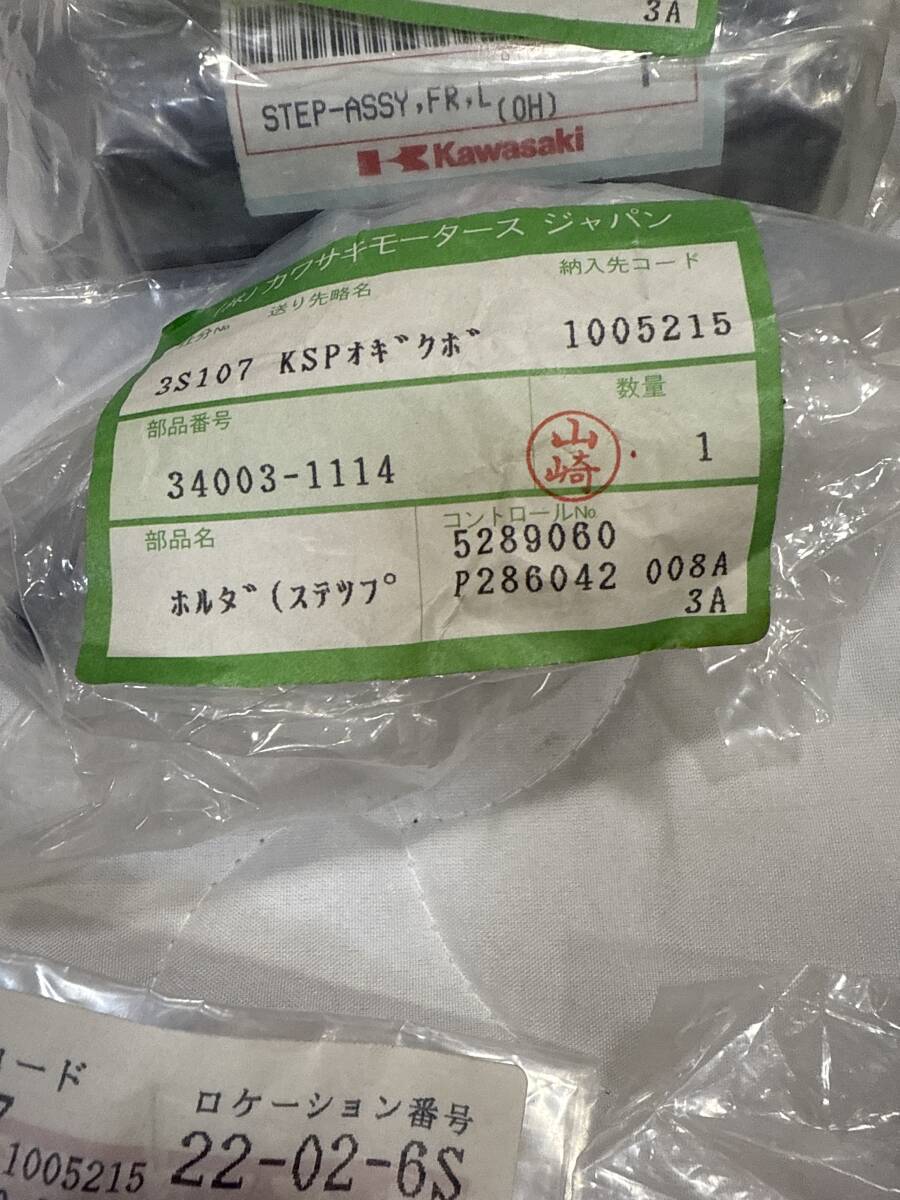 3A
STEP-ASSY,FR,L(OH)
Kawasaki
(株)カワサキモータース ジャパン
送り先略名
納入先コード
3S107 KSPオギクボ
1005215
部品番号
数量
34003-1114
山崎
1
部品名
コントロール№
5289060
ホルダ(ステツプ
P286042 008A
3A
コード
ロケーション番号
1005215
22-02-6S